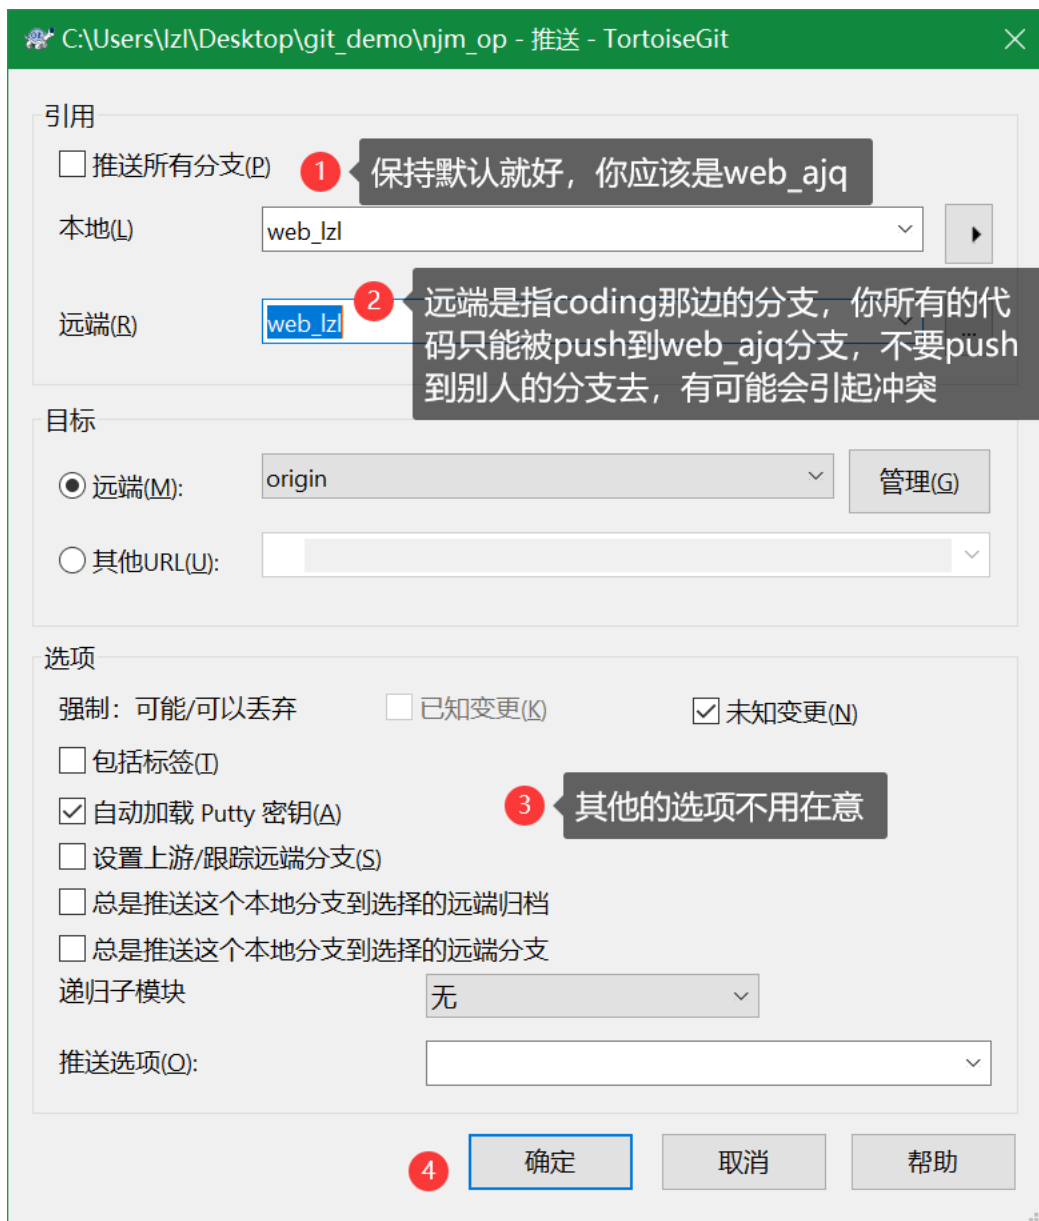 C:\Users\lzl\Desktop\git_demo\njm_op - 推送 - TortoiseGit
引用
推送所有分支(P)
1
保持默认就好，你应该是web_ajq
本地(L)
web_lzl
2
远端是指coding那边的分支，你所有的代
码只能被push到web_ajq分支，不要push
到别人的分支去，有可能会引起冲突
远端(R)
web_lzl
...
目标
远端(M):
origin
管理(G)
其他URL(U):
选项
强制：可能/可以丢弃
已知变更(K)
未知变更(N)
包括标签(T)
自动加载 Putty 密钥(A)
3
其他的选项不用在意
设置上游/跟踪远端分支(S)
总是推送这个本地分支到选择的远端归档
总是推送这个本地分支到选择的远端分支
递归子模块
无
推送选项(O):
4
确定
取消
帮助